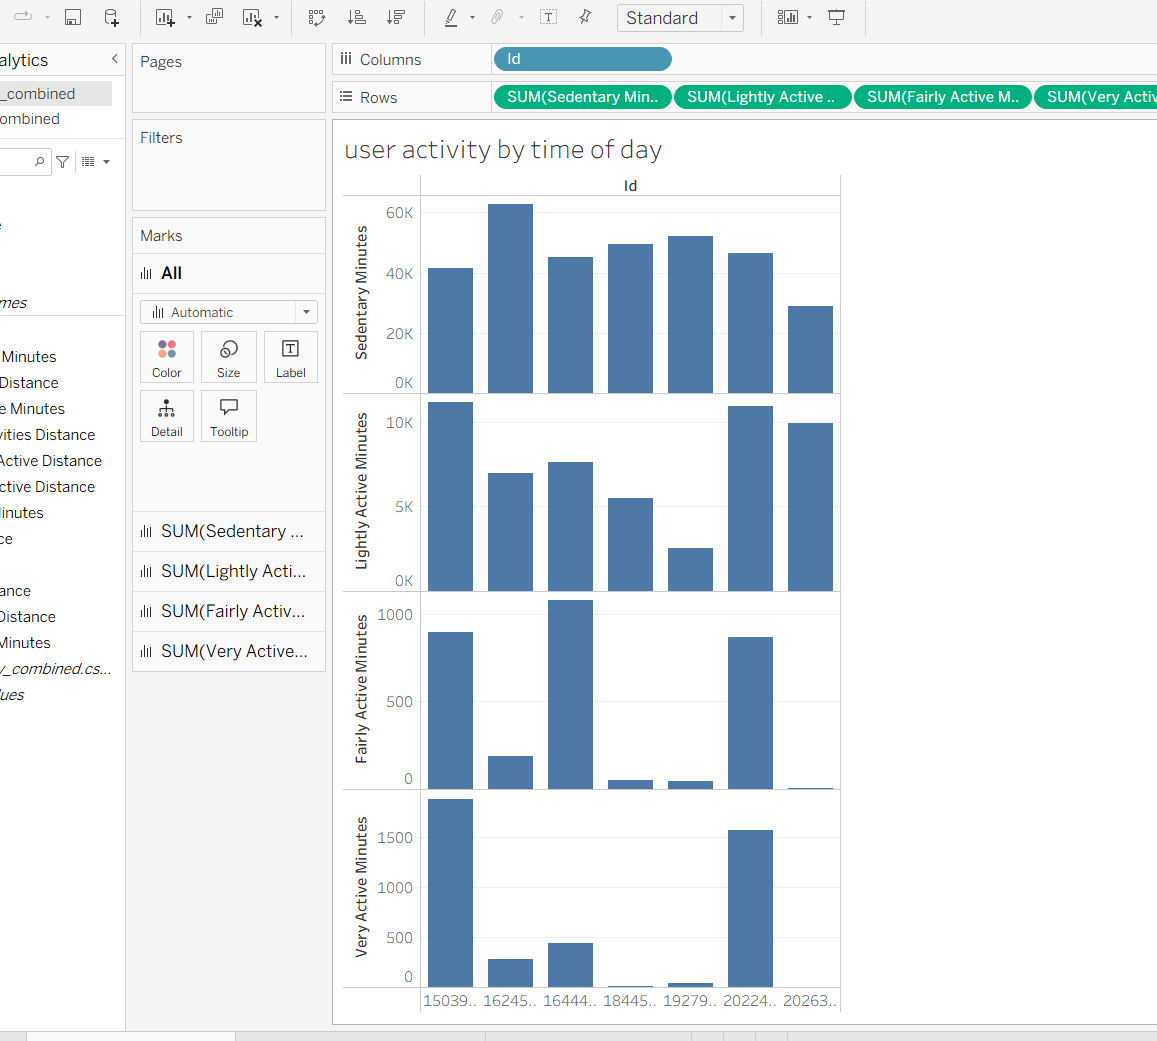 Standard
alytics
_combined
ombined
mes
Minutes
Distance
e Minutes
vities Distance
Active Distance
ctive Distance
linutes
ce
ance
Distance
Minutes
y_combined.cs...
lues
Pages
Filters
Marks
All
Automatic
Color
Size
Label
Detail
Tooltip
SUM(Sedentary ...
SUM(Lightly Acti...
SUM(Fairly Activ...
SUM(Very Active...
Columns
Id
Rows
SUM(Sedentary Min.. SUM(Lightly Active .. SUM(Fairly Active M.. SUM(Very Activ
user activity by time of day
Id
Sedentary Minutes
60K
40K
20K
0K
Lightly Active Minutes
10K
5K
0K
Fairly Active Minutes
1000
500
0
Very Active Minutes
1500
1000
500
0
15039.. 16245.. 16444.. 18445.. 19279.. 20224.. 20263..